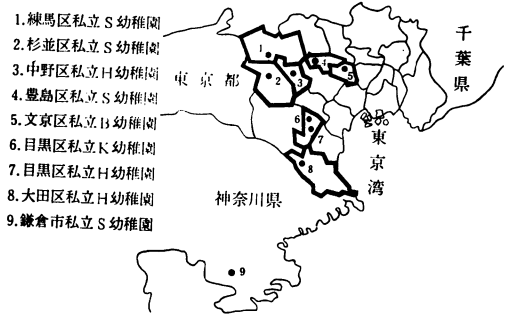 1.練馬区私立S幼稚園
2.杉並区私立S幼稚園
3.中野区私立H幼稚園
4.豊島区私立S幼稚園
5.文京区私立B幼稚園
6.目黒区私立K幼稚園
7.目黒区私立H幼稚園
8.大田区私立H幼稚園
9.鎌倉市私立S幼稚園
東京都
千葉県
東京湾
神奈川県
1
2
3
4
5
6
7
8
9